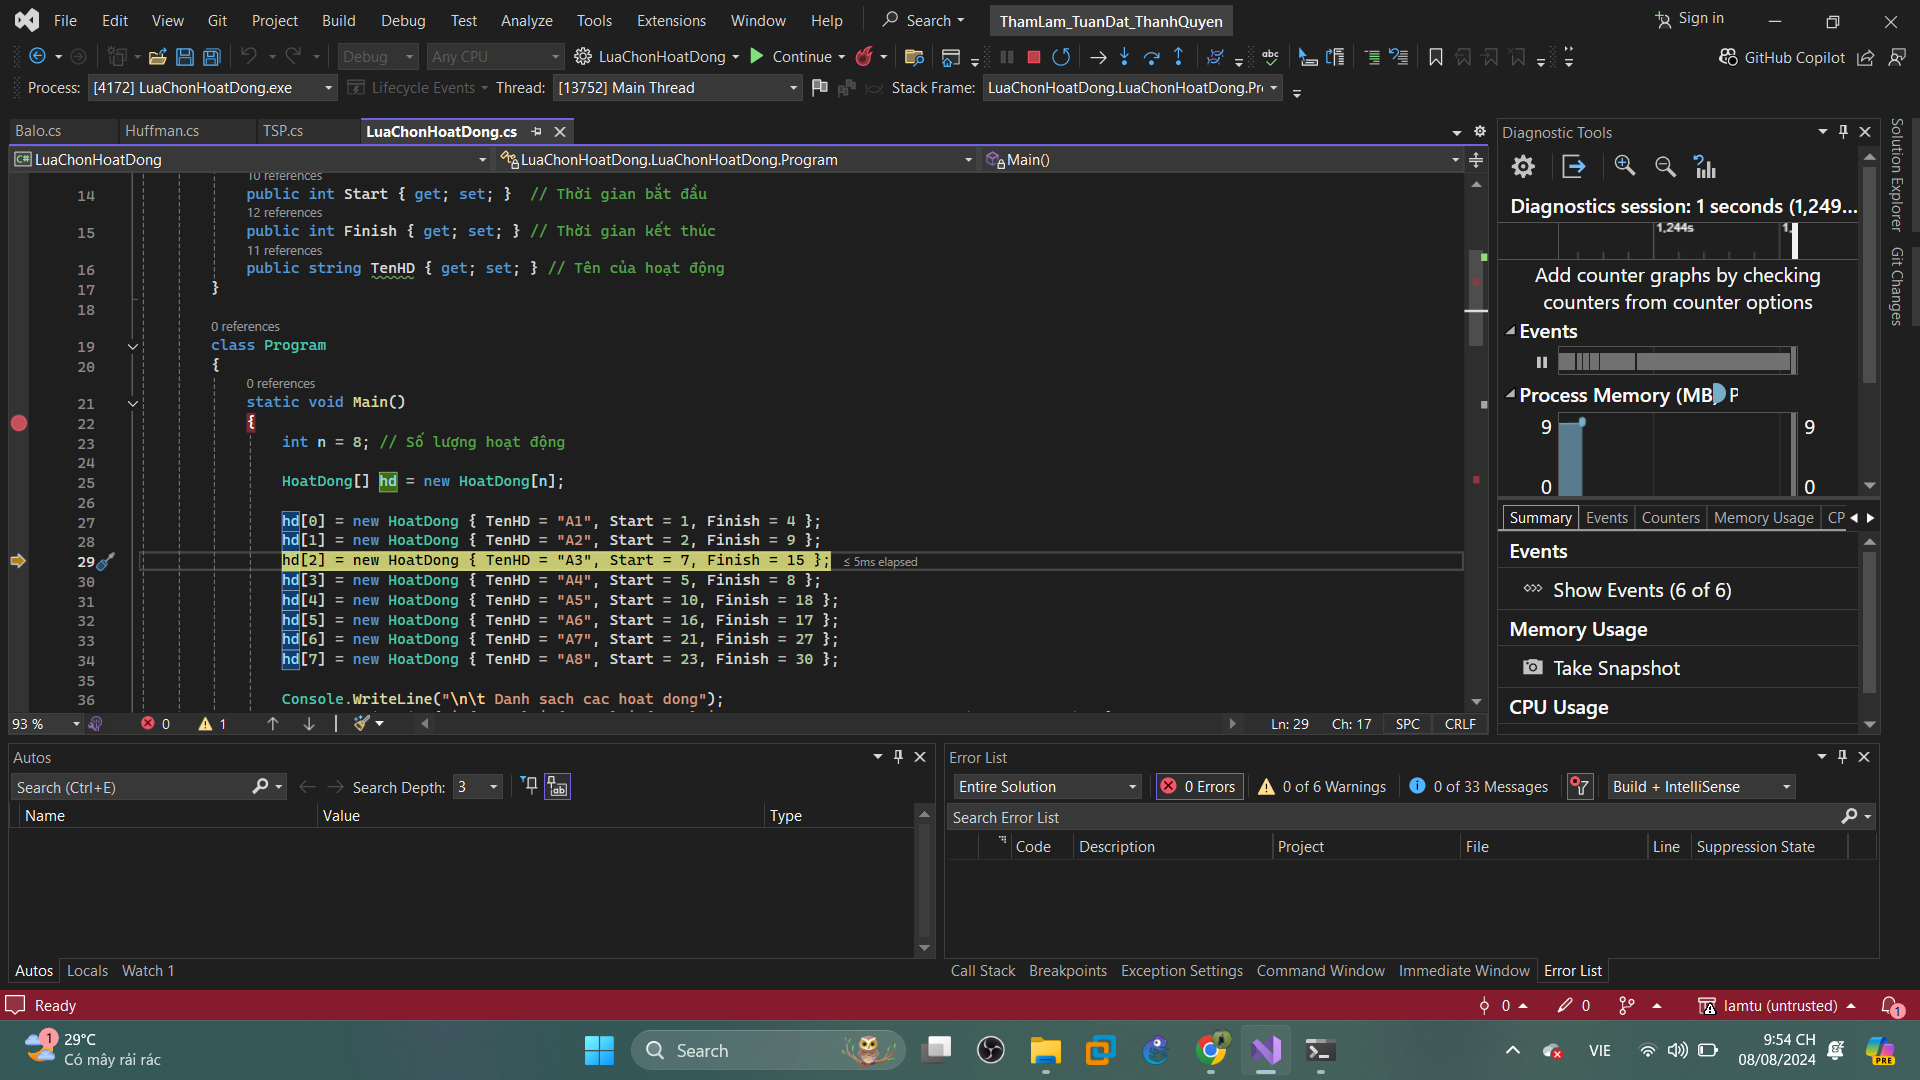 File Edit View Git Project Build Debug Test Analyze Tools Extensions Window Help Search ThamLam_TuanDat_ThanhQuyen Sign in
Debug Any CPU LuaChonHoatDong Continue GitHub Copilot
Process: [4172] LuaChonHoatDong.exe Lifecycle Events Thread: [13752] Main Thread Stack Frame: LuaChonHoatDong.LuaChonHoatDong.Pr
Balo.cs Huffman.cs TSP.cs LuaChonHoatDong.cs
LuaChonHoatDong LuaChonHoatDong.LuaChonHoatDong.Program Main()
10 references
14 public int Start { get; set; } // Thời gian bắt đầu
12 references
15 public int Finish { get; set; } // Thời gian kết thúc
11 references
16 public string TenHD { get; set; } // Tên của hoạt động
17 }
18
0 references
19 class Program
20 {
0 references
21 static void Main()
22 {
23 int n = 8; // Số lượng hoạt động
24
25 HoatDong[] hd = new HoatDong[n];
26
27 hd[0] = new HoatDong { TenHD = "A1", Start = 1, Finish = 4 };
28 hd[1] = new HoatDong { TenHD = "A2", Start = 2, Finish = 9 };
29 hd[2] = new HoatDong { TenHD = "A3", Start = 7, Finish = 15 }; ≤ 5ms elapsed
30 hd[3] = new HoatDong { TenHD = "A4", Start = 5, Finish = 8 };
31 hd[4] = new HoatDong { TenHD = "A5", Start = 10, Finish = 18 };
32 hd[5] = new HoatDong { TenHD = "A6", Start = 16, Finish = 17 };
33 hd[6] = new HoatDong { TenHD = "A7", Start = 21, Finish = 27 };
34 hd[7] = new HoatDong { TenHD = "A8", Start = 23, Finish = 30 };
35
36 Console.WriteLine("\n\t Danh sach cac hoat dong");
93 % 0 1 Ln: 29 Ch: 17 SPC CRLF
Diagnostic Tools
Diagnostics session: 1 seconds (1,249...
1,244s
Add counter graphs by checking
counters from counter options
Events
Process Memory (MB) P
9 9
0 0
Summary Events Counters Memory Usage CP
Events
Show Events (6 of 6)
Memory Usage
Take Snapshot
CPU Usage
Solution Explorer
Git Changes
Autos
Search (Ctrl+E) Search Depth: 3
Name Value Type
Autos Locals Watch 1
Error List
Entire Solution 0 Errors 0 of 6 Warnings 0 of 33 Messages Build + IntelliSense
Search Error List
Code Description Project File Line Suppression State
Call Stack Breakpoints Exception Settings Command Window Immediate Window Error List
Ready 0 0 lamtu (untrusted) 1
1 29°C
Có mây rải rác
Search
VIE
9:54 CH
08/08/2024
PRE